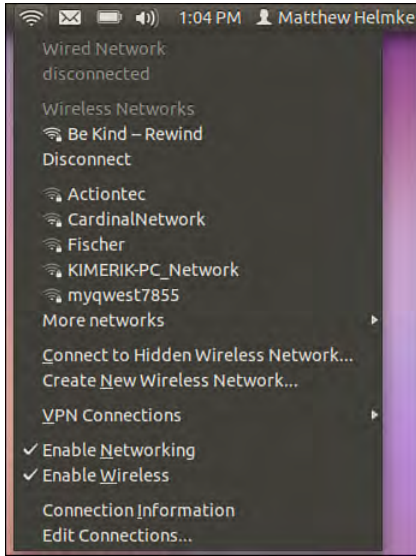 1:04 PM Matthew Helmke
Wired Network
disconnected
Wireless Networks
Be Kind – Rewind
Disconnect
Actiontec
CardinalNetwork
Fischer
KIMERIK-PC_Network
myqwest7855
More networks
Connect to Hidden Wireless Network...
Create New Wireless Network...
VPN Connections
Enable Networking
Enable Wireless
Connection Information
Edit Connections...